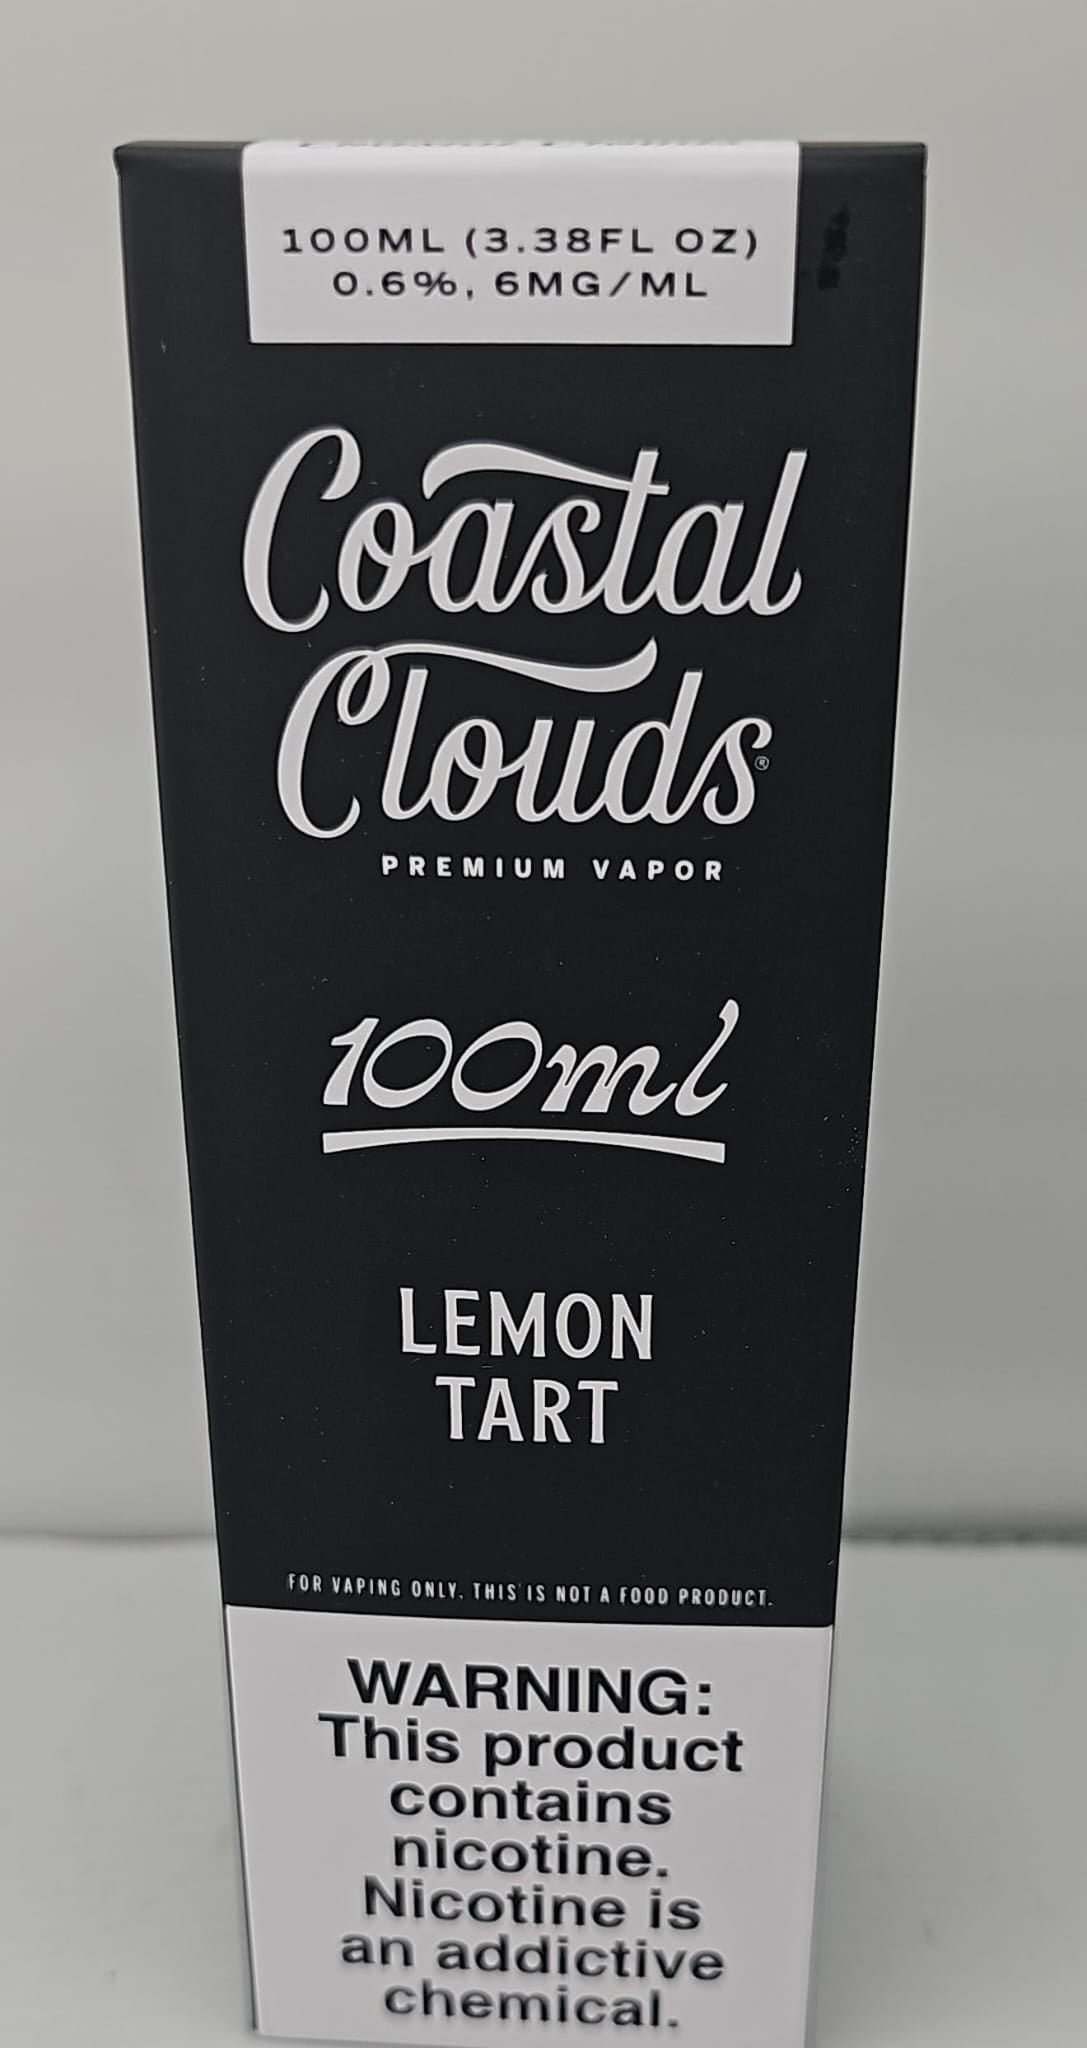 100ML (3.38FL OZ)
0.6%, 6MG/ML
Coastal
Clouds®
PREMIUM VAPOR
100ml
LEMON
TART
FOR VAPING ONLY. THIS IS NOT A FOOD PRODUCT.
WARNING:
This product
contains
nicotine.
Nicotine is
an addictive
chemical.